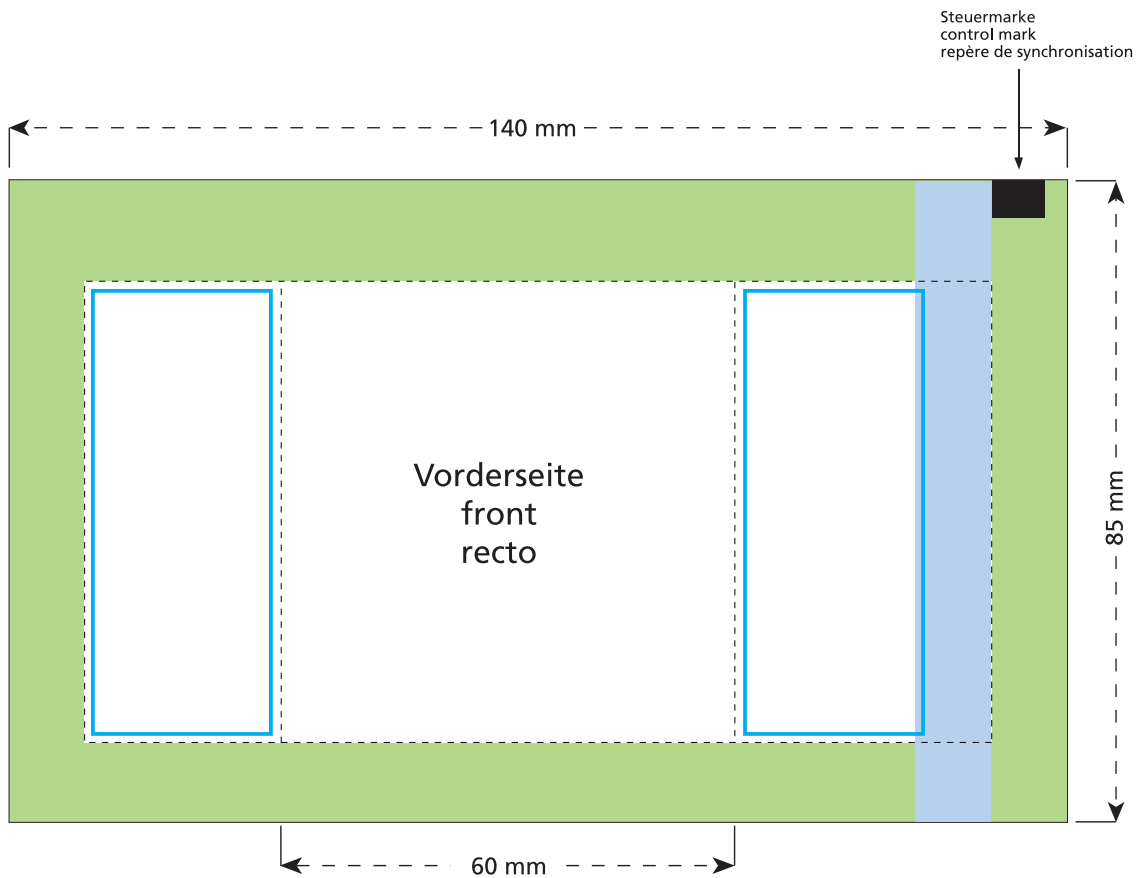 Steuermarke
control mark
repère de synchronisation
140 mm
Vorderseite
front
recto
85 mm
60 mm